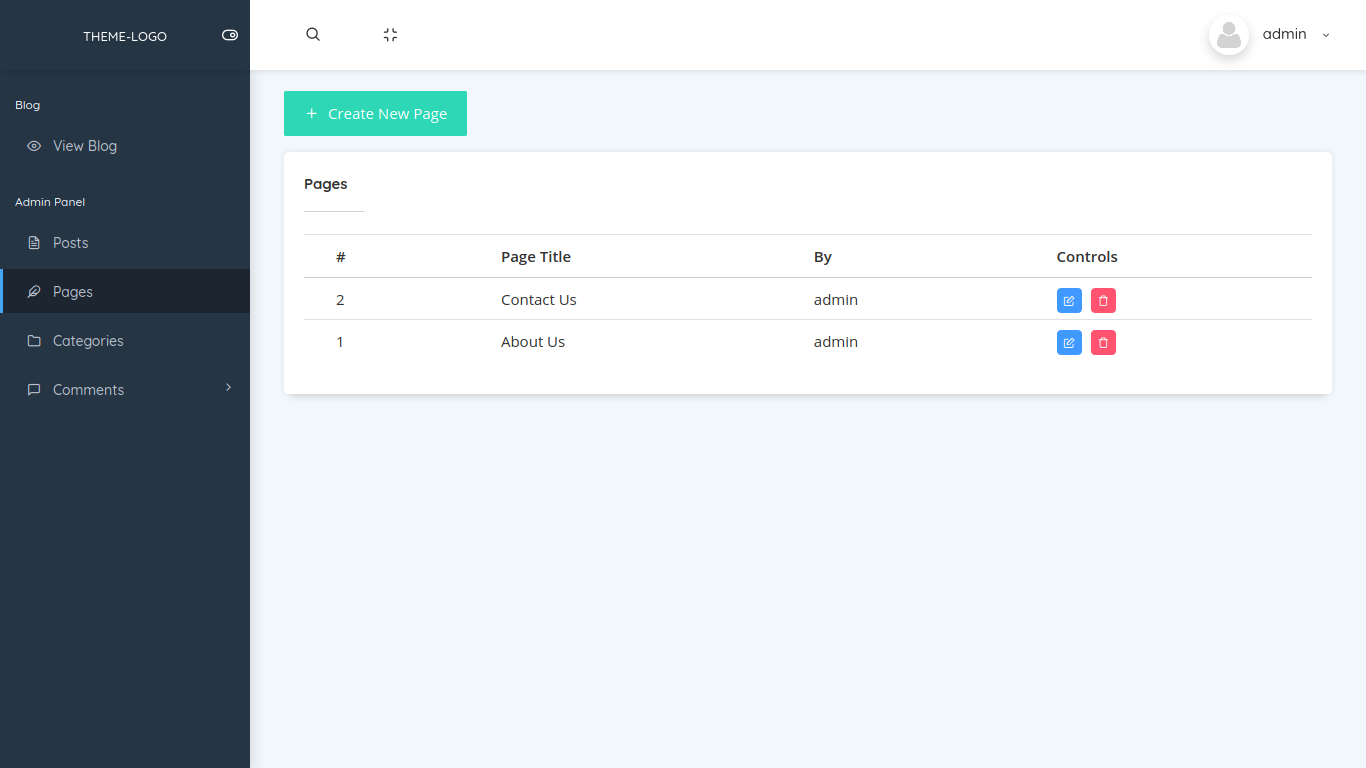 THEME-LOGO
admin
Blog
View Blog
Admin Panel
Posts
Pages
Categories
Comments
+ Create New Page
Pages
# Page Title By Controls
2 Contact Us admin
1 About Us admin